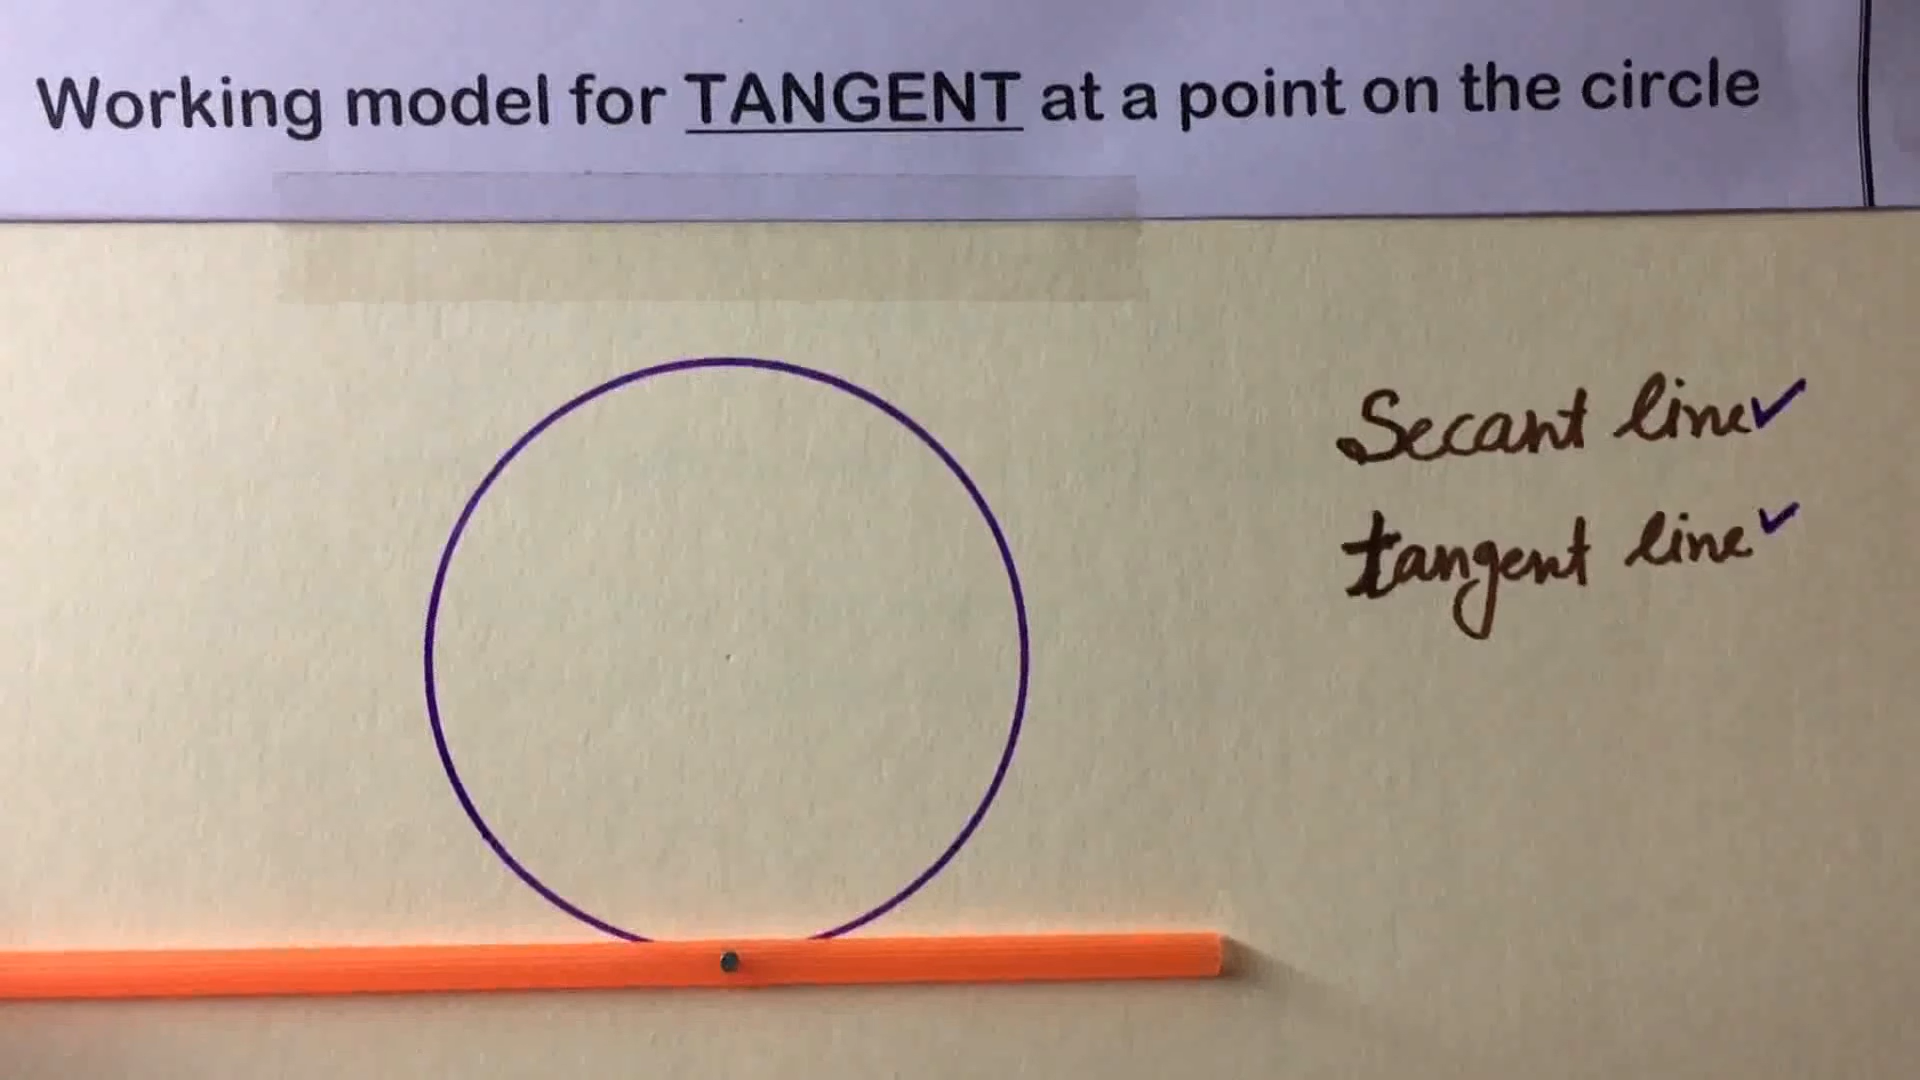 Working model for TANGENT at a point on the circle
Secant line✓
tangent line✓